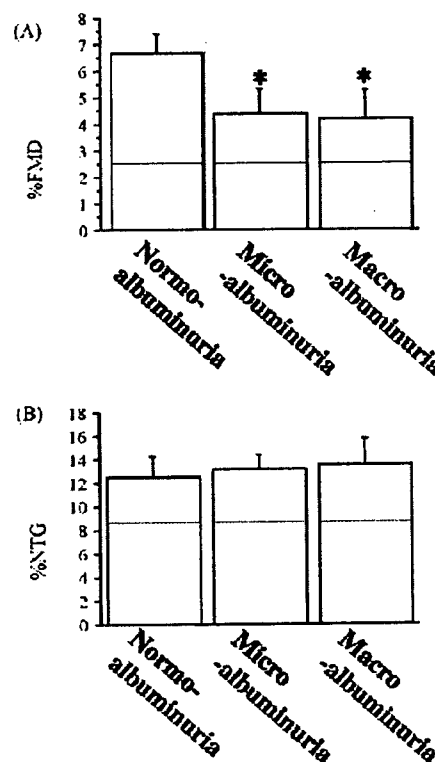 (A)
8
7
6
5
4
3
2
1
0
%FMD
*
*
Normo-
albuminuria
Micro
-albuminuria
Macro
-albuminuria
(B)
18
16
14
12
10
8
6
4
2
0
%NTG
Normo-
albuminuria
Micro
-albuminuria
Macro
-albuminuria